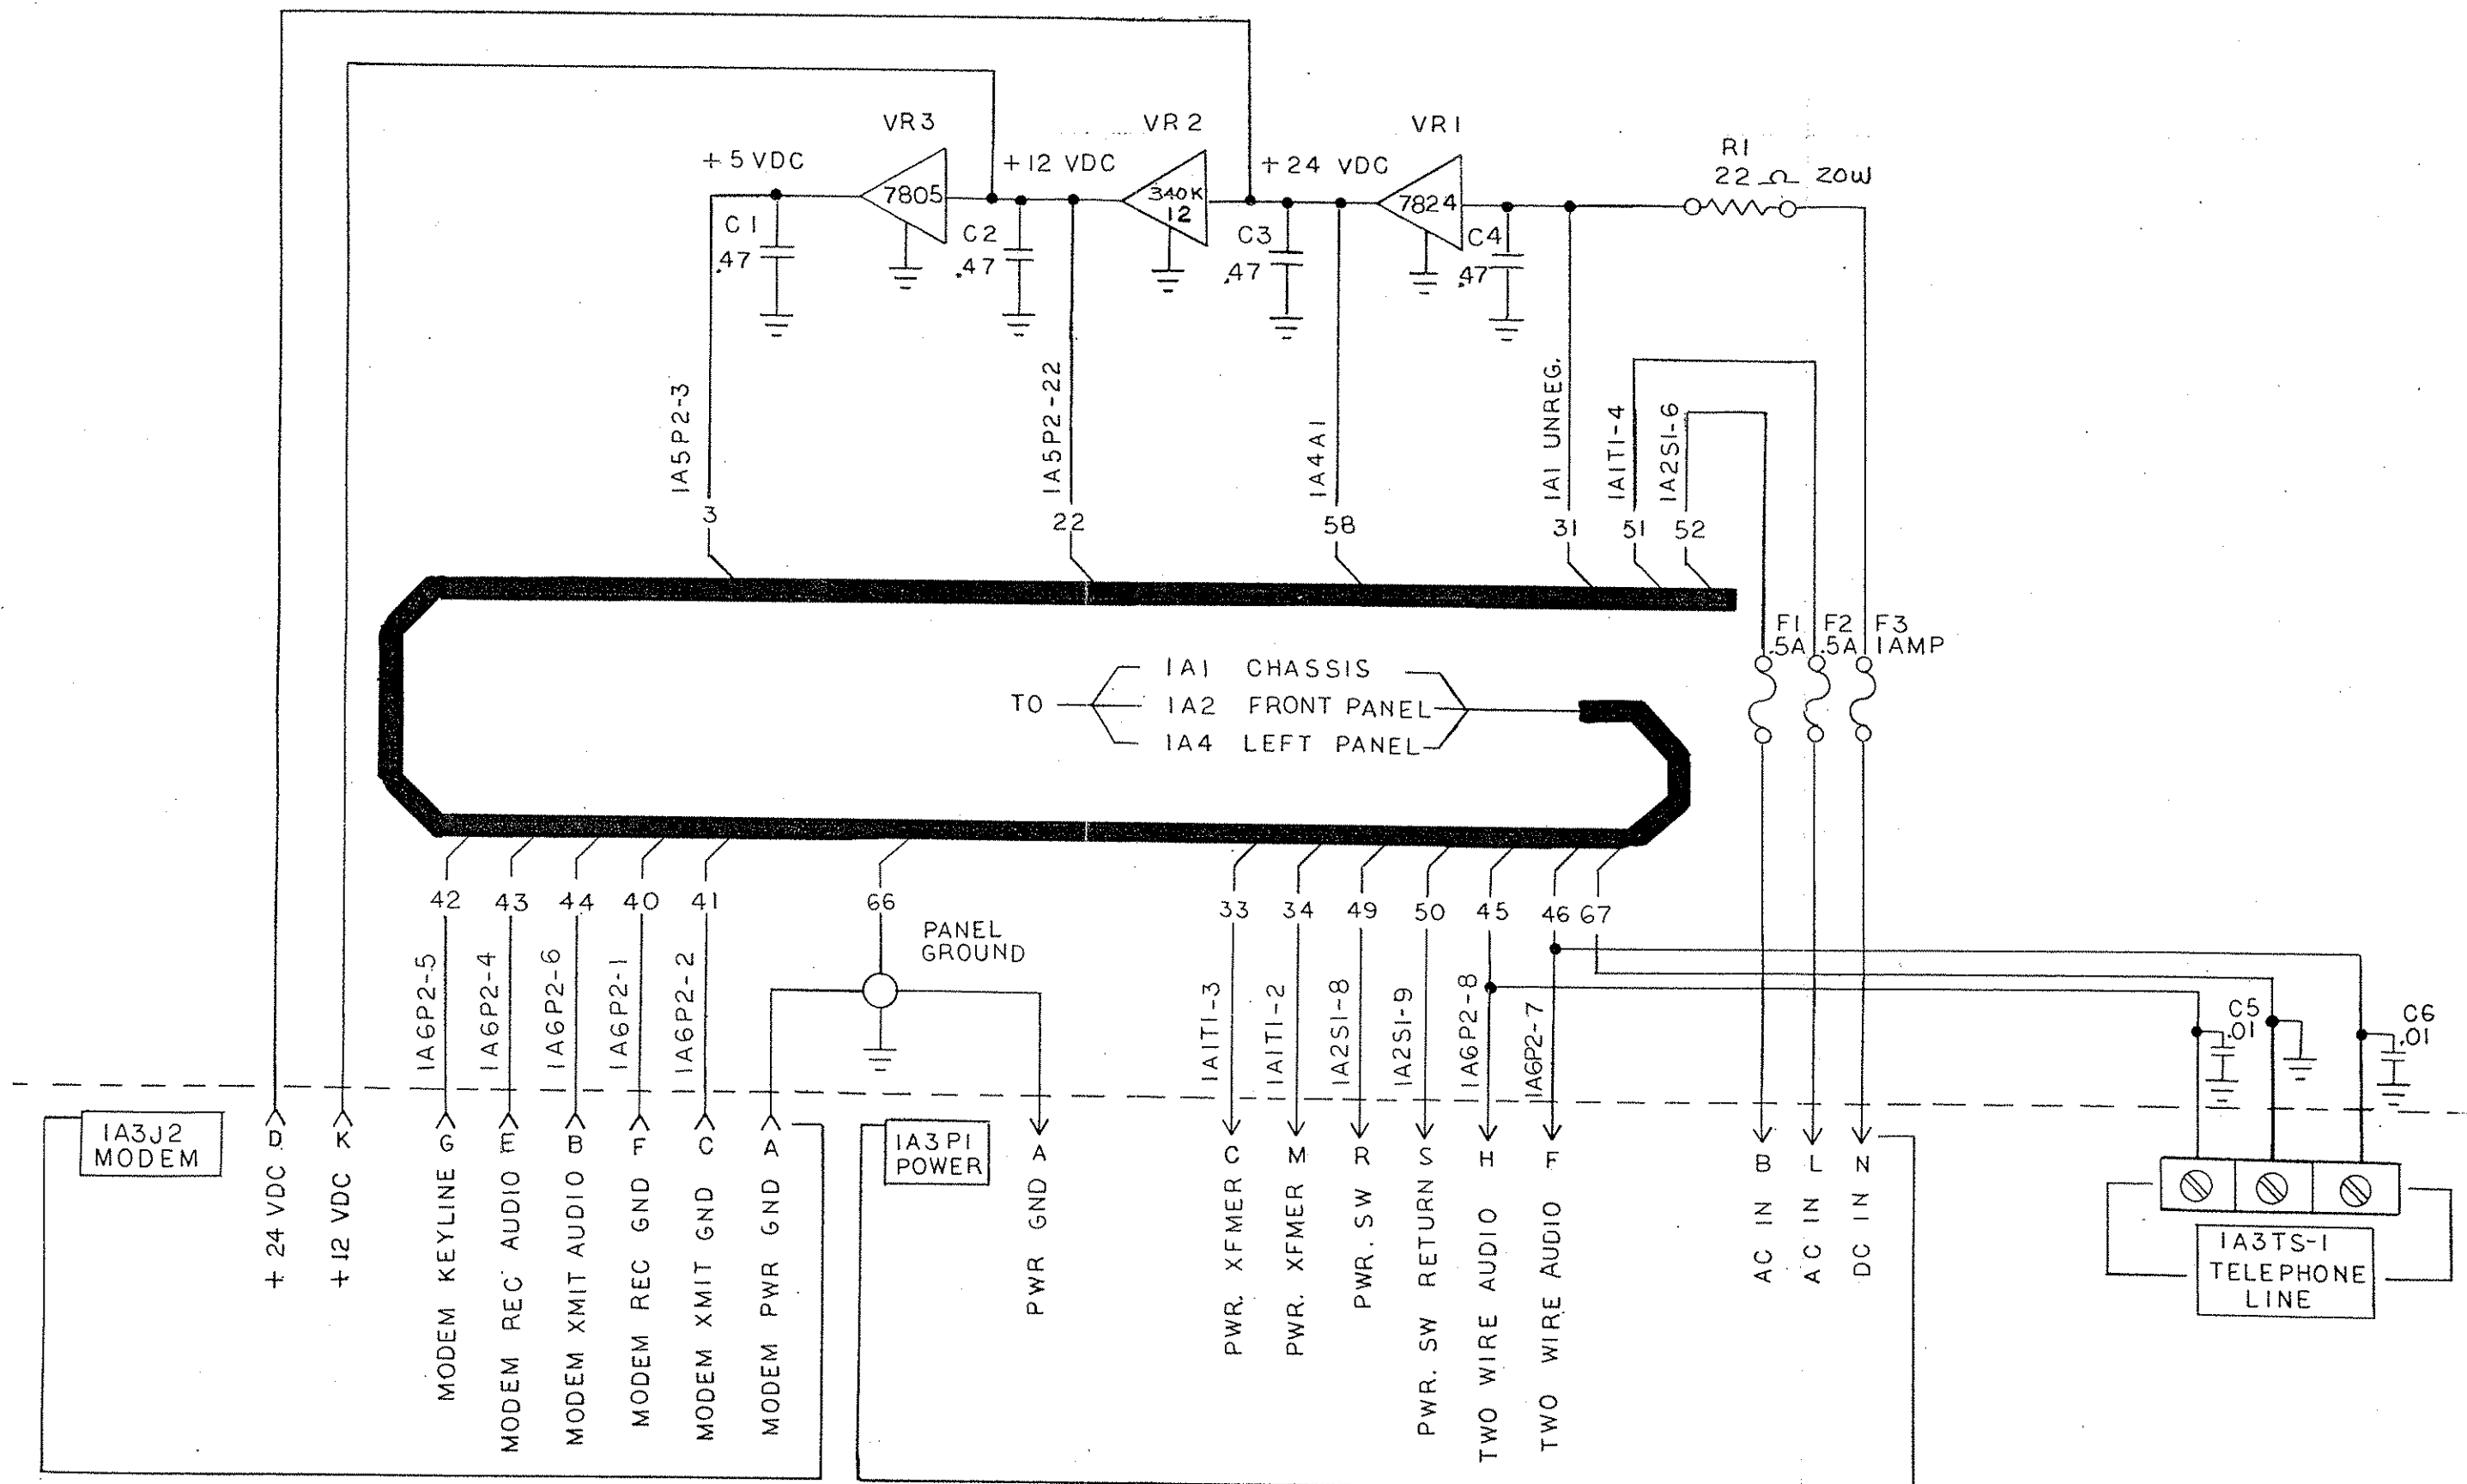 VR3
VR2
VR1
+5 VDC
+12 VDC
+24 VDC
R1
22 Ω 20W
7805
340K
12
7824
C1
.47
C2
.47
C3
.47
C4
.47
1A5P2-3
1A5P2-22
1A4A1
1A1 UNREG.
1A1T1-4
1A2S1-6
3
22
58
31
51
52
F1
.5A
F2
.5A
F3
1AMP
TO
1A1 CHASSIS
1A2 FRONT PANEL
1A4 LEFT PANEL
42
43
44
40
41
66
33
34
49
50
45
46
67
PANEL
GROUND
1A6P2-5
1A6P2-4
1A6P2-6
1A6P2-1
1A6P2-2
1A1T1-3
1A1T1-2
1A2S1-8
1A2S1-9
1A6P2-8
1A6P2-7
C5
.01
C6
.01
1A3J2
MODEM
D
+24 VDC
K
+12 VDC
G
MODEM KEYLINE
E
MODEM REC AUDIO
B
MODEM XMIT AUDIO
F
MODEM REC GND
C
MODEM XMIT GND
A
MODEM PWR GND
1A3P1
POWER
A
PWR GND
C
PWR. XFMER
M
PWR. XFMER
R
PWR. SW
S
PWR. SW RETURN
H
TWO WIRE AUDIO
F
TWO WIRE AUDIO
B
AC IN
L
AC IN
N
DC IN
1A3TS-1
TELEPHONE
LINE